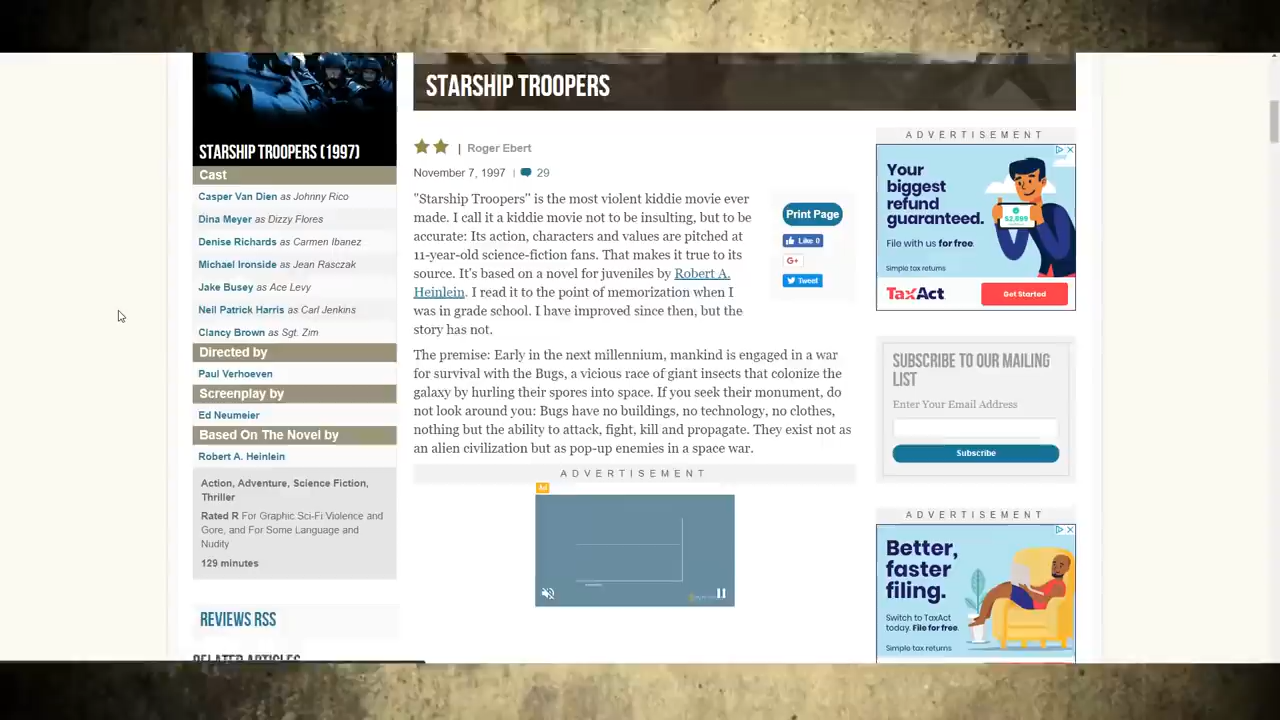 STARSHIP TROOPERS (1997)
Cast
Casper Van Dien as Johnny Rico
Dina Meyer as Dizzy Flores
Denise Richards as Carmen Ibanez
Michael Ironside as Jean Rasczak
Jake Busey as Ace Levy
Neil Patrick Harris as Carl Jenkins
Clancy Brown as Sgt. Zim
Directed by
Paul Verhoeven
Screenplay by
Ed Neumeier
Based On The Novel by
Robert A. Heinlein
Action, Adventure, Science Fiction,
Thriller
Rated R For Graphic Sci-Fi Violence and
Gore, and For Some Language and
Nudity
129 minutes
REVIEWS RSS
RELATED ARTICLES
STARSHIP TROOPERS
| Roger Ebert
November 7, 1997 | 29
"Starship Troopers" is the most violent kiddie movie ever
made. I call it a kiddie movie not to be insulting, but to be
accurate: Its action, characters and values are pitched at
11-year-old science-fiction fans. That makes it true to its
source. It's based on a novel for juveniles by Robert A.
Heinlein. I read it to the point of memorization when I
was in grade school. I have improved since then, but the
story has not.
Print Page
Like 0
G+
Tweet
The premise: Early in the next millennium, mankind is engaged in a war
for survival with the Bugs, a vicious race of giant insects that colonize the
galaxy by hurling their spores into space. If you seek their monument, do
not look around you: Bugs have no buildings, no technology, no clothes,
nothing but the ability to attack, fight, kill and propagate. They exist not as
an alien civilization but as pop-up enemies in a space war.
ADVERTISEMENT
Ad
ADVERTISEMENT
Your
biggest
refund
guaranteed.
File with us for free.
Simple tax returns
$2,099
TaxAct
Get Started
SUBSCRIBE TO OUR MAILING
LIST
Enter Your Email Address
Subscribe
ADVERTISEMENT
Better,
faster
filing.
Switch to TaxAct
today. File for free.
Simple tax returns